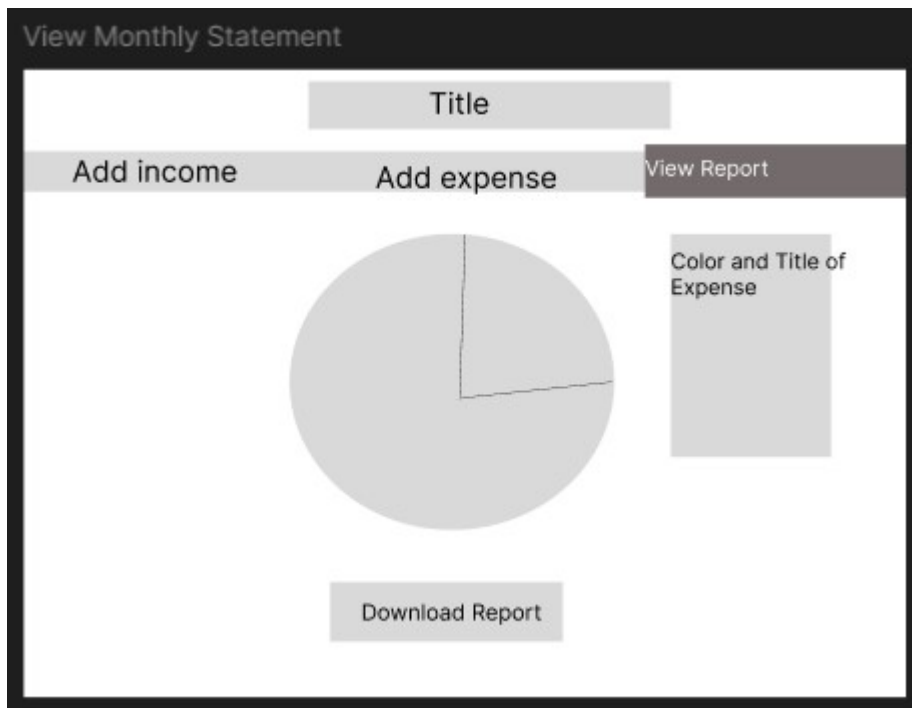 View Monthly Statement
Title
Add income
Add expense
View Report
Color and Title of
Expense
Download Report